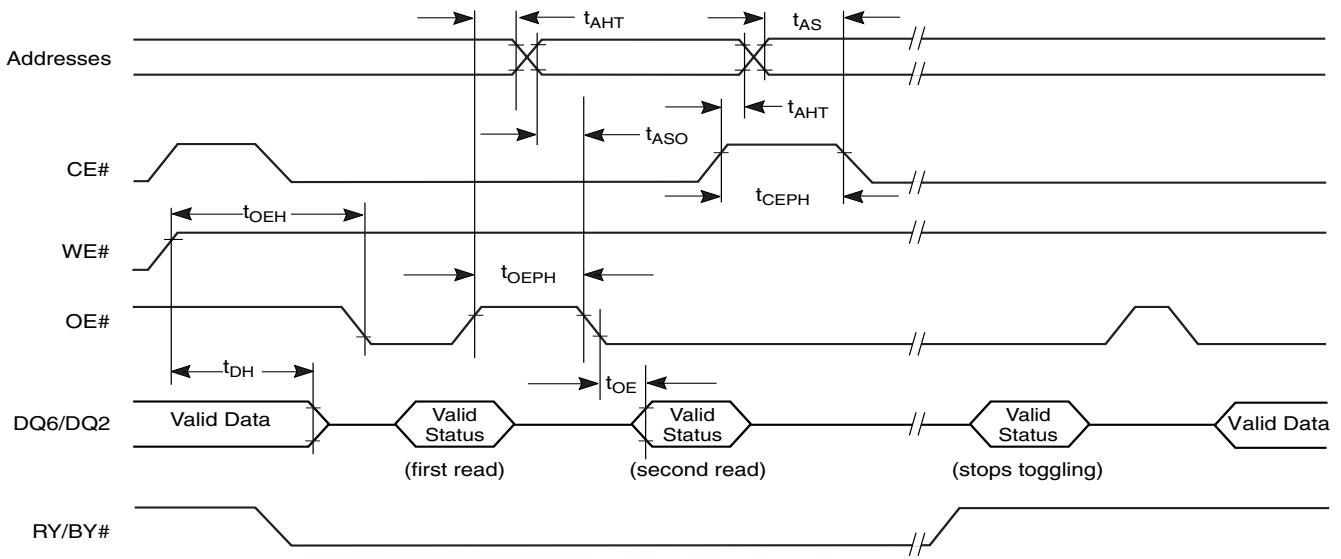 tAHT
tAS
Addresses
tAHT
tASO
CE#
tCEPH
tOEH
WE#
tOEPH
OE#
tDH
tOE
DQ6/DQ2
Valid Data
Valid
Status
Valid
Status
Valid
Status
Valid Data
(first read)
(second read)
(stops toggling)
RY/BY#